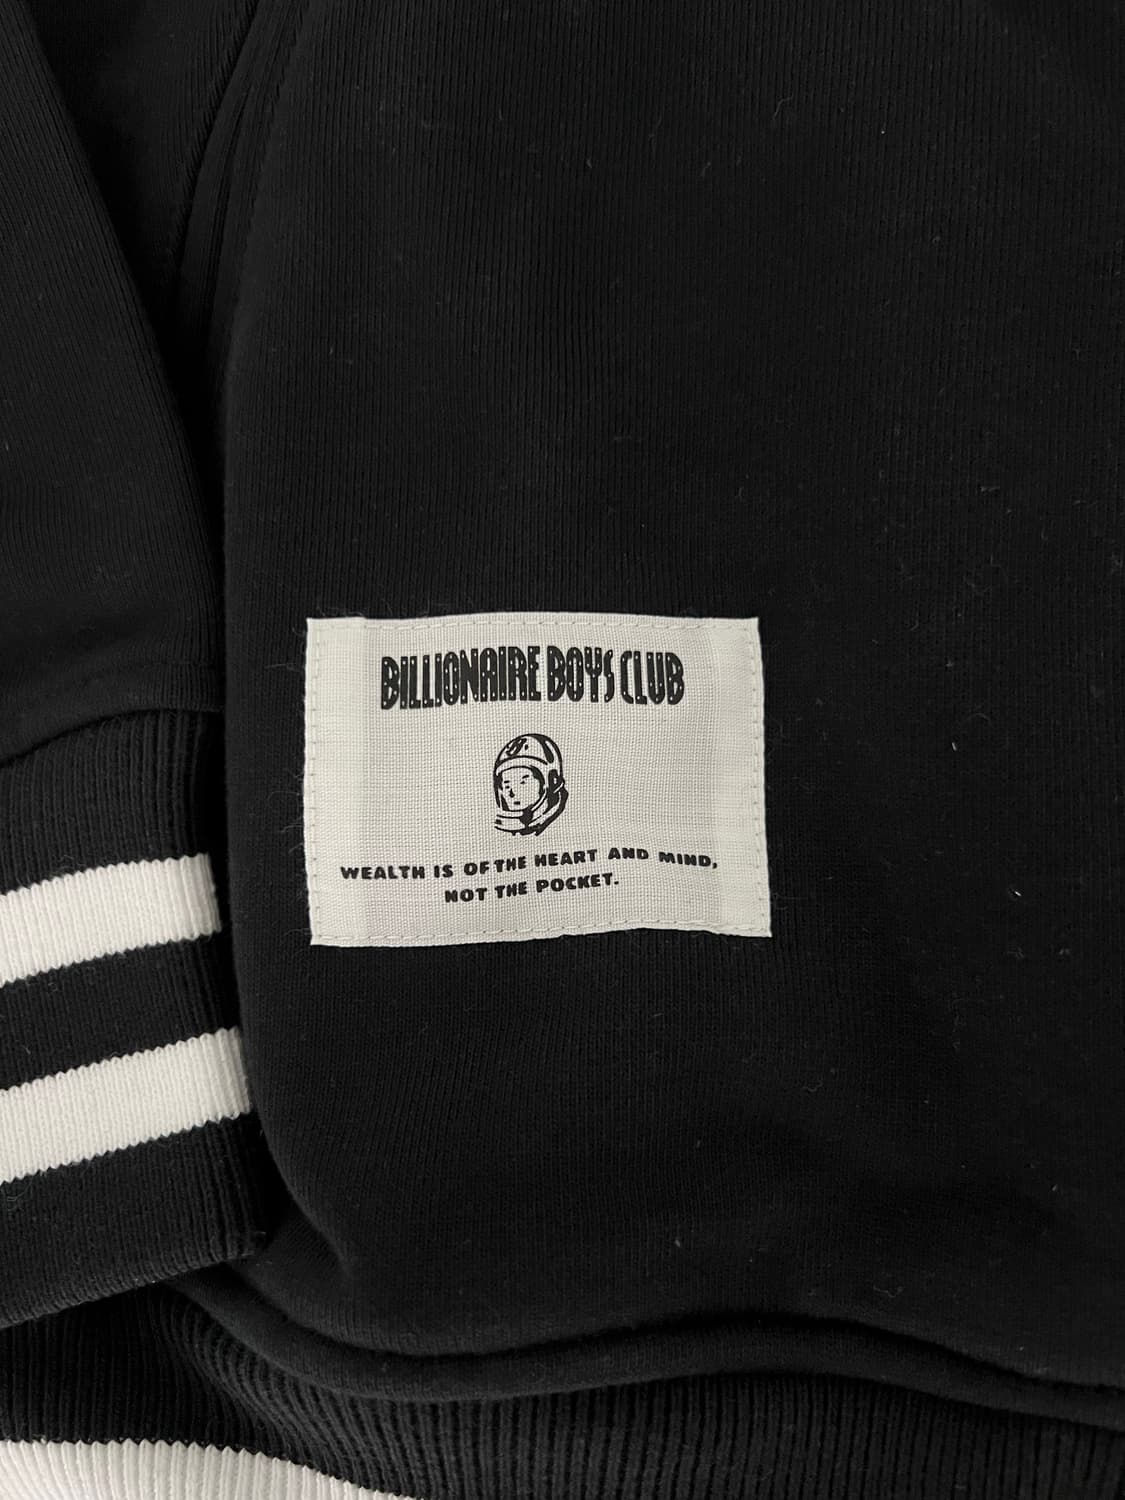 BILLIONAIRE BOYS CLUB
WEALTH IS OF THE HEART AND MIND,
NOT THE POCKET.